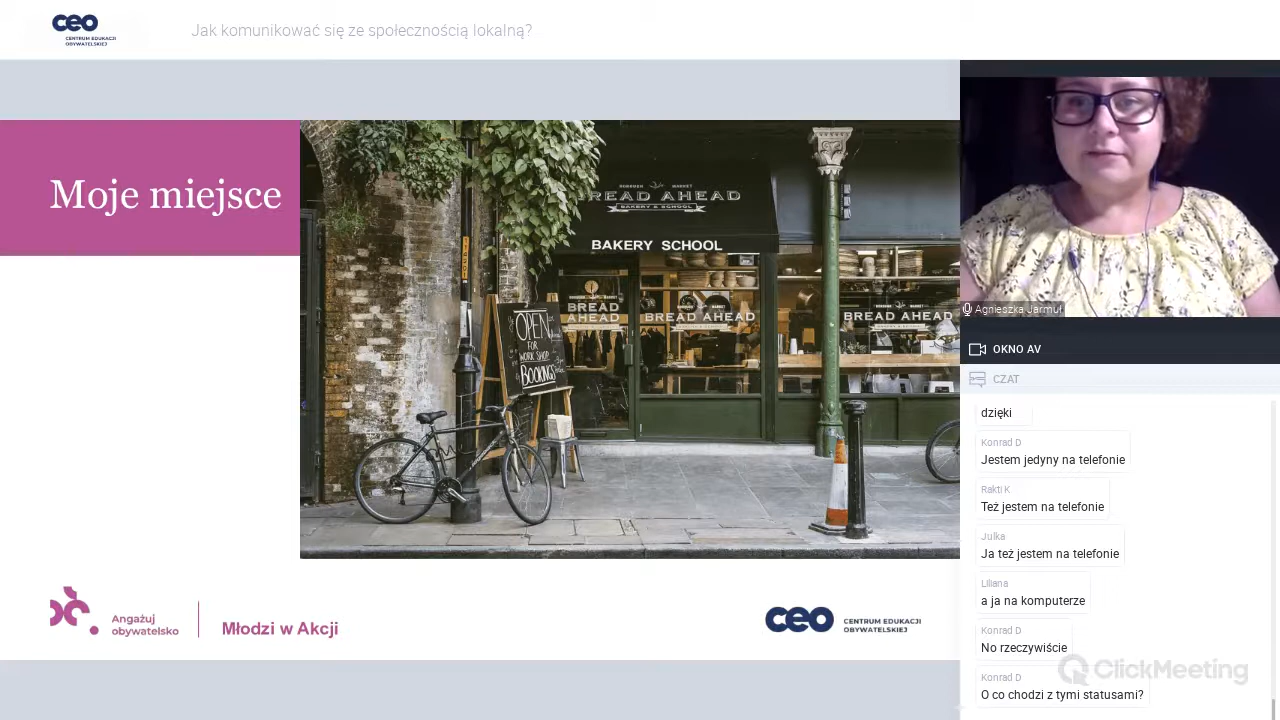 ceo
CENTRUM EDUKACJI
OBYWATELSKIEJ
Jak komunikować się ze społecznością lokalną?
Moje miejsce
BREAD AHEAD
BAKERY & SCHOOL
BAKERY SCHOOL
OPEN
FOR
WORK SHOP
BOOKINGS
BREAD
AHEAD
BREAD AHEAD
BREAD AHEAD
Angażuj
obywatelsko
Młodzi w Akcji
ceo
CENTRUM EDUKACJI
OBYWATELSKIEJ
Agnieszka Jarmuł
OKNO AV
CZAT
dzięki
Konrad D
Jestem jedyny na telefonie
Rakti K
Też jestem na telefonie
Julka
Ja też jestem na telefonie
Liliana
a ja na komputerze
Konrad D
No rzeczywiście
Konrad D
O co chodzi z tymi statusami?
ClickMeeting